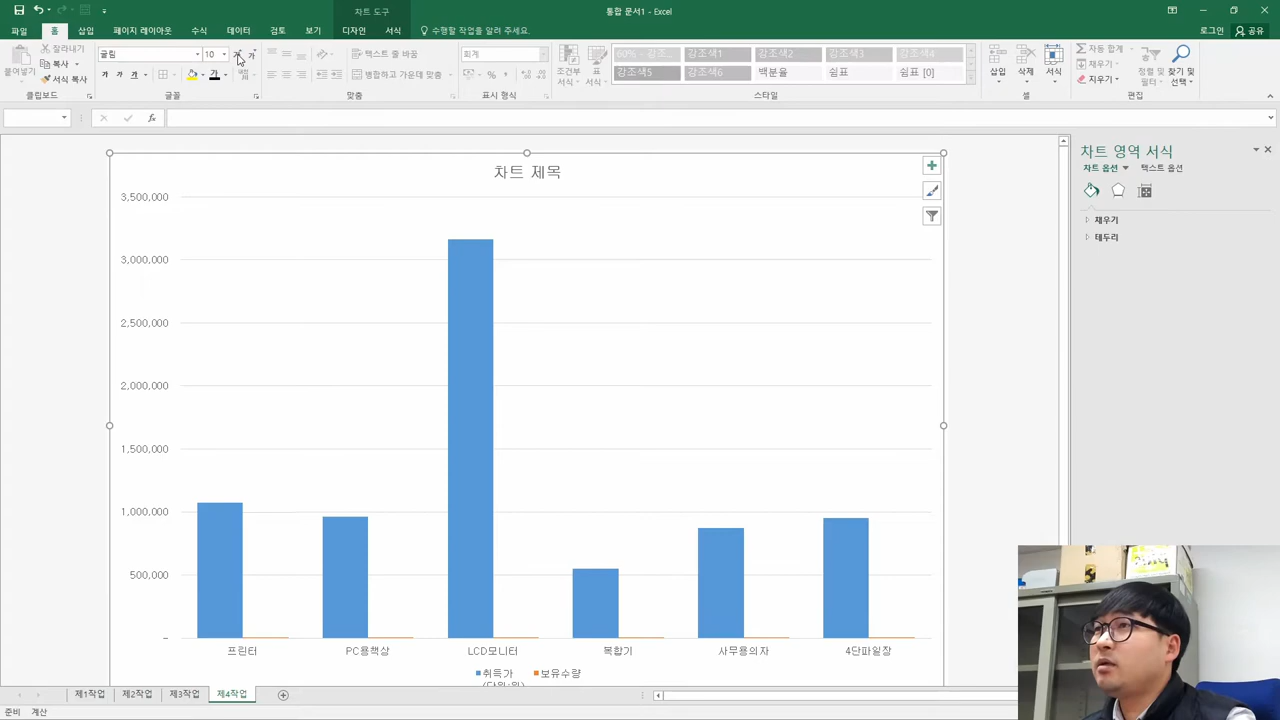 차트 도구
통합 문서1 - Excel
파일 홈 삽입 페이지 레이아웃 수식 데이터 검토 보기 디자인 서식 수행할 작업을 알려 주세요. 로그인 공유
잘라내기
복사
서식 복사
붙여넣기
클립보드
굴림 10
글꼴
텍스트 줄 바꿈
병합하고 가운데 맞춤
맞춤
회계
표시 형식
조건부 서식
표 서식
60% - 강조... 강조색1 강조색2 강조색3 강조색4
강조색5 강조색6 백분율 쉼표 쉼표 [0]
스타일
삽입 삭제 서식
셀
자동 합계
채우기
지우기
정렬 및 필터
찾기 및 선택
편집
차트 영역 서식
차트 옵션 텍스트 옵션
채우기
테두리
차트 제목
3,500,000
3,000,000
2,500,000
2,000,000
1,500,000
1,000,000
500,000
-
프린터 PC용책상 LCD모니터 복합기 사무용의자 4단파일장
취득가 보유수량
(단위:원)
제1작업 제2작업 제3작업 제4작업
준비 계산